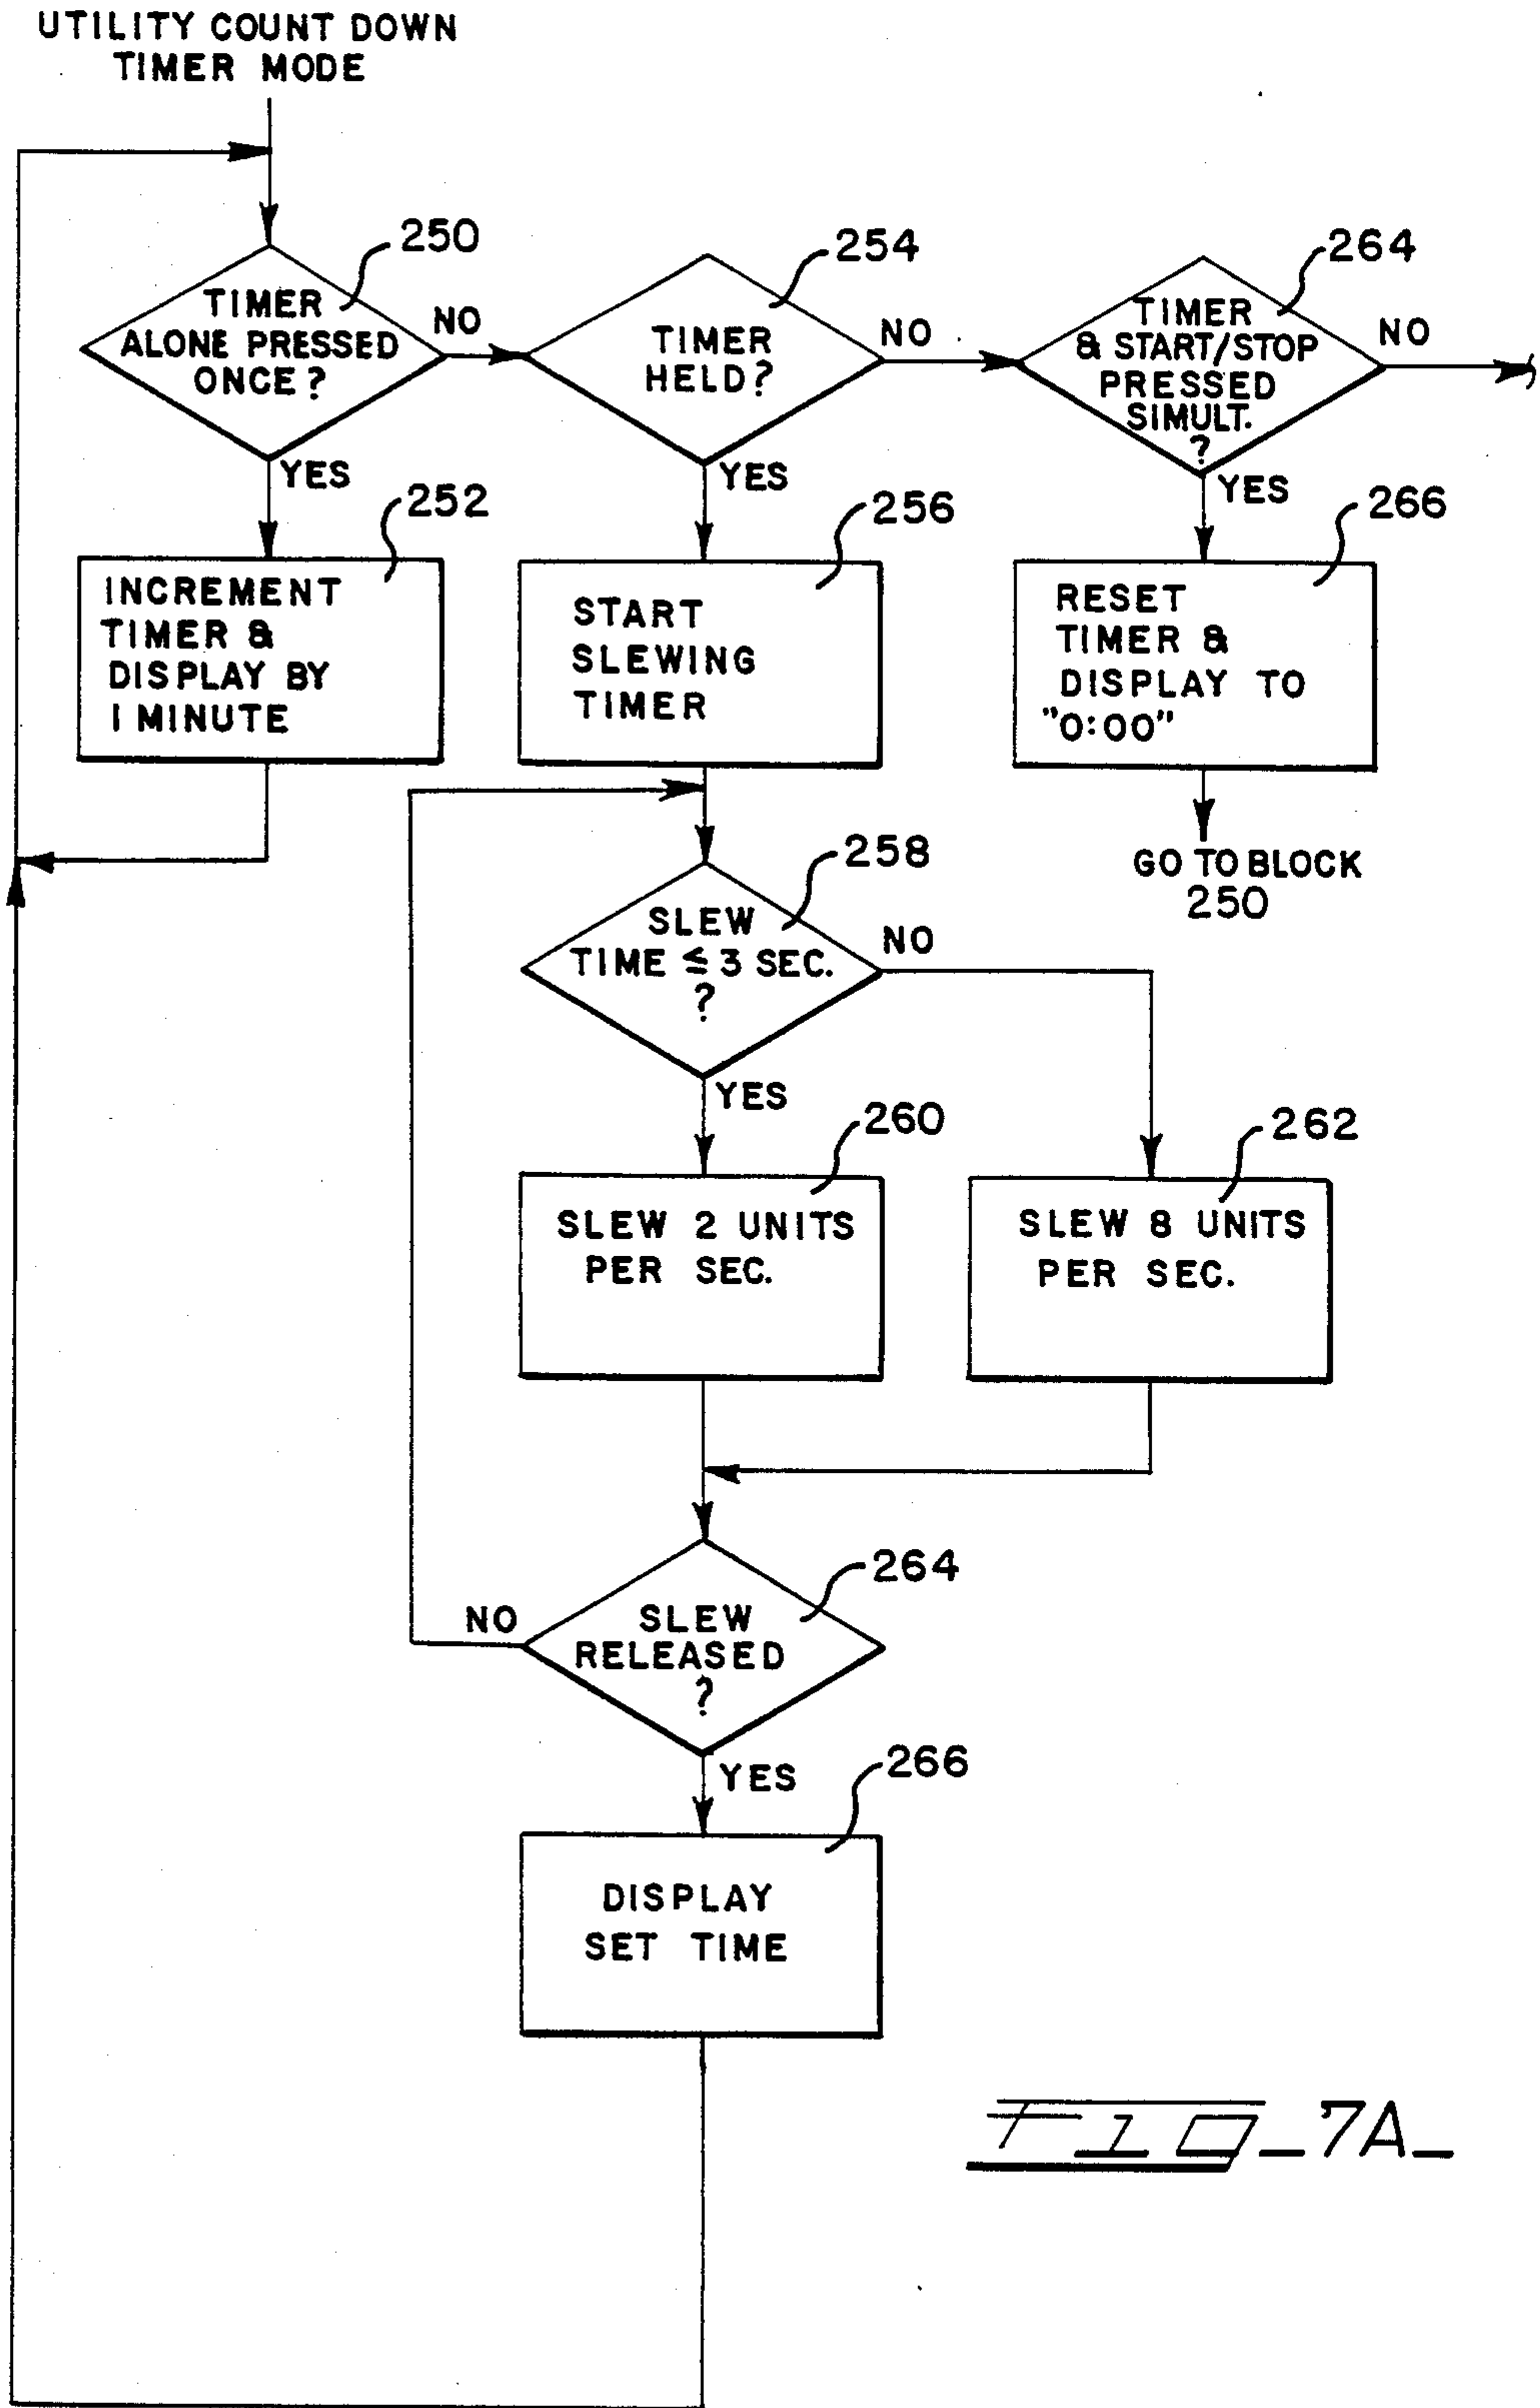 UTILITY COUNT DOWN
TIMER MODE
250
TIMER
ALONE PRESSED
ONCE?
NO
YES
254
TIMER
HELD?
NO
YES
264
TIMER
& START/STOP
PRESSED
SIMULT.
?
NO
YES
252
INCREMENT
TIMER &
DISPLAY BY
1 MINUTE
256
START
SLEWING
TIMER
266
RESET
TIMER &
DISPLAY TO
"0:00"
GO TO BLOCK
250
258
SLEW
TIME ≤ 3 SEC.
?
NO
YES
260
SLEW 2 UNITS
PER SEC.
262
SLEW 8 UNITS
PER SEC.
264
SLEW
RELEASED
?
NO
YES
266
DISPLAY
SET TIME
FIG_7A_